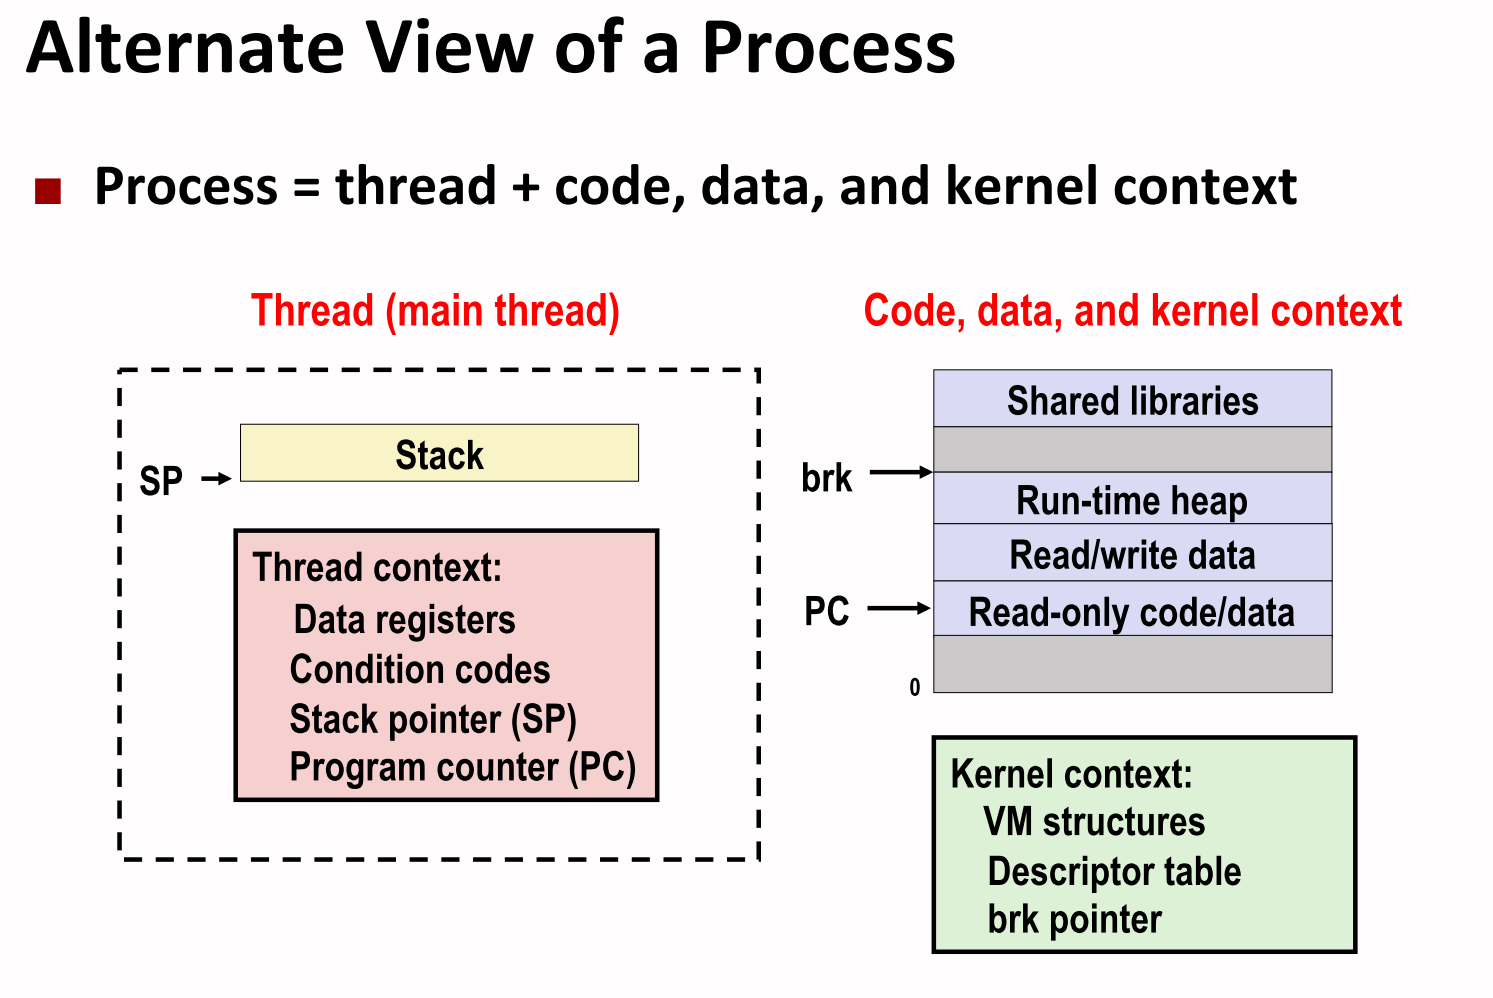 Alternate View of a Process
Process = thread + code, data, and kernel context
Thread (main thread)
Stack
SP
Thread context:
Data registers
Condition codes
Stack pointer (SP)
Program counter (PC)
Code, data, and kernel context
Shared libraries
brk
Run-time heap
Read/write data
PC
Read-only code/data
0
Kernel context:
VM structures
Descriptor table
brk pointer